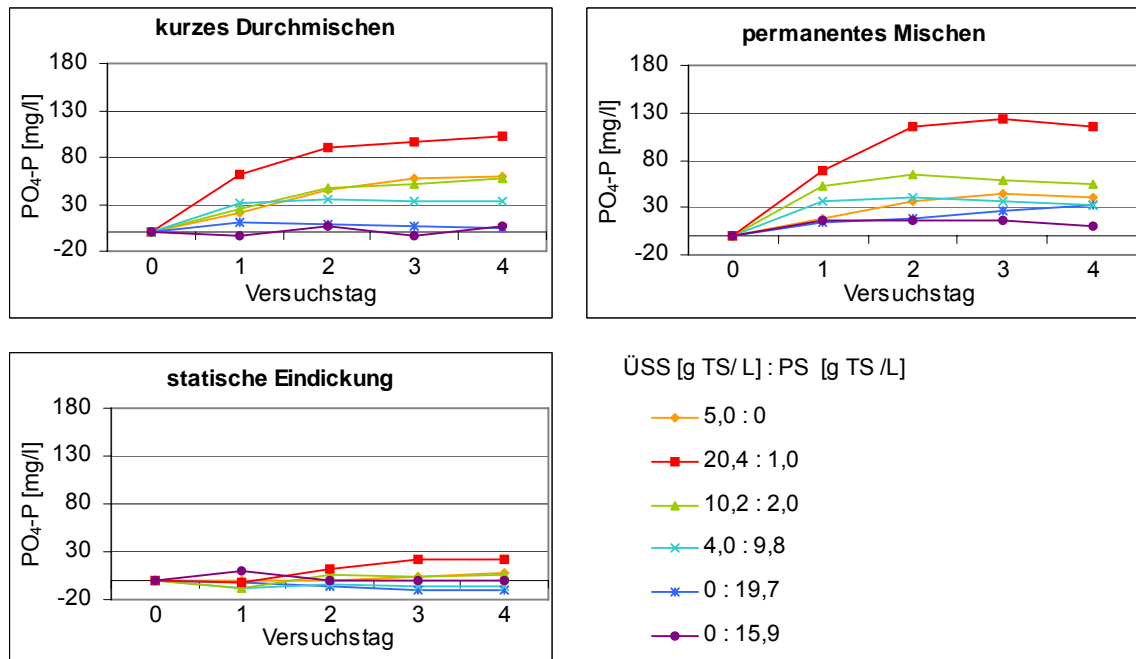 kurzes Durchmischen
180
130
80
30
-20
PO₄-P [mg/l]
0 1 2 3 4
Versuchstag
permanentes Mischen
180
130
80
30
-20
PO₄-P [mg/l]
0 1 2 3 4
Versuchstag
statische Eindickung
180
130
80
30
-20
PO₄-P [mg/l]
0 1 2 3 4
Versuchstag
ÜSS [g TS/ L] : PS [g TS /L]
5,0 : 0
20,4 : 1,0
10,2 : 2,0
4,0 : 9,8
0 : 19,7
0 : 15,9